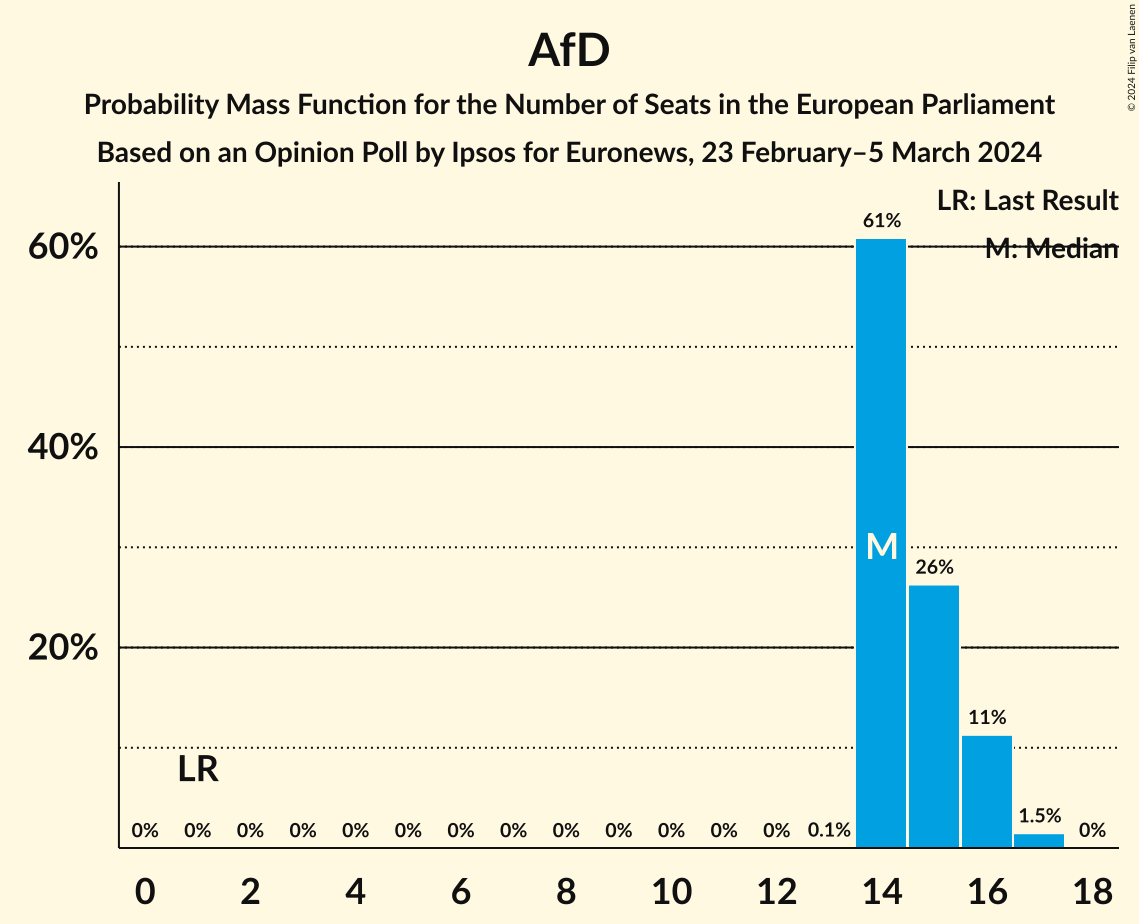 AfD
Probability Mass Function for the Number of Seats in the European Parliament
Based on an Opinion Poll by Ipsos for Euronews, 23 February–5 March 2024
© 2024 Filip van Laenen
LR: Last Result
M: Median
61%
60%
40%
M
26%
20%
11%
LR
1.5%
0% 0% 0% 0% 0% 0% 0% 0% 0% 0% 0% 0% 0% 0.1% 0%
0 2 4 6 8 10 12 14 16 18